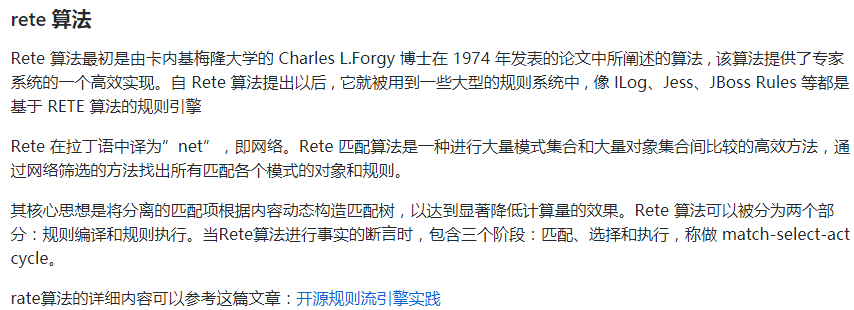 rete 算法
Rete 算法最初是由卡内基梅隆大学的 Charles L.Forgy 博士在 1974 年发表的论文中所阐述的算法 , 该算法提供了专家
系统的一个高效实现。自 Rete 算法提出以后 , 它就被用到一些大型的规则系统中 , 像 ILog、Jess、JBoss Rules 等都是
基于 RETE 算法的规则引擎
Rete 在拉丁语中译为”net” ，即网络。Rete 匹配算法是一种进行大量模式集合和大量对象集合间比较的高效方法，通
过网络筛选的方法找出所有匹配各个模式的对象和规则。
其核心思想是将分离的匹配项根据内容动态构造匹配树，以达到显著降低计算量的效果。Rete 算法可以被分为两个部
分：规则编译和规则执行。当Rete算法进行事实的断言时，包含三个阶段：匹配、选择和执行，称做 match-select-act
cycle。
rate算法的详细内容可以参考这篇文章：开源规则流引擎实践